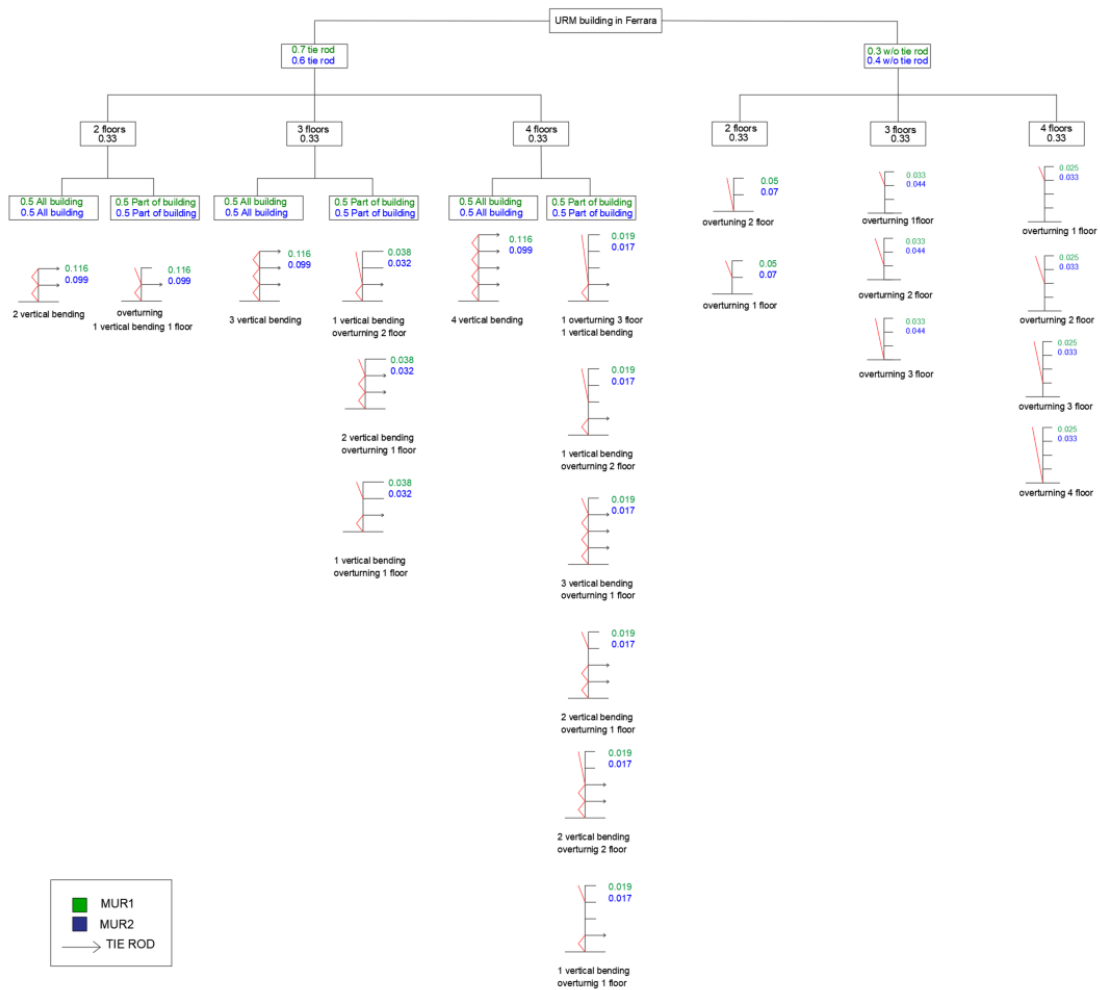 URM building in Ferrara
0.7 tie rod
0.6 tie rod
0.3 w/o tie rod
0.4 w/o tie rod
2 floors
0.33
3 floors
0.33
4 floors
0.33
2 floors
0.33
3 floors
0.33
4 floors
0.33
0.5 All building
0.5 All building
0.5 Part of building
0.5 Part of building
0.5 All building
0.5 All building
0.5 Part of building
0.5 Part of building
0.5 All building
0.5 All building
0.5 Part of building
0.5 Part of building
0.116
0.099
2 vertical bending
0.116
0.099
overturning
1 vertical bending 1 floor
0.116
0.099
3 vertical bending
0.038
0.032
1 vertical bending
overturning 2 floor
0.038
0.032
2 vertical bending
overturning 1 floor
0.038
0.032
1 vertical bending
overturning 1 floor
0.116
0.099
4 vertical bending
0.019
0.017
1 overturning 3 floor
1 vertical bending
0.019
0.017
1 vertical bending
overturning 2 floor
0.019
0.017
3 vertical bending
overturning 1 floor
0.019
0.017
2 vertical bending
overturning 1 floor
0.019
0.017
2 vertical bending
overturnig 2 floor
0.019
0.017
1 vertical bending
overturnig 1 floor
0.05
0.07
overtuning 2 floor
0.05
0.07
overturning 1 floor
0.033
0.044
overturning 1floor
0.033
0.044
overturning 2 floor
0.033
0.044
overturning 3 floor
0.025
0.033
overturning 1 floor
0.025
0.033
overturning 2 floor
0.025
0.033
overturning 3 floor
0.025
0.033
overturning 4 floor
MUR1
MUR2
TIE ROD